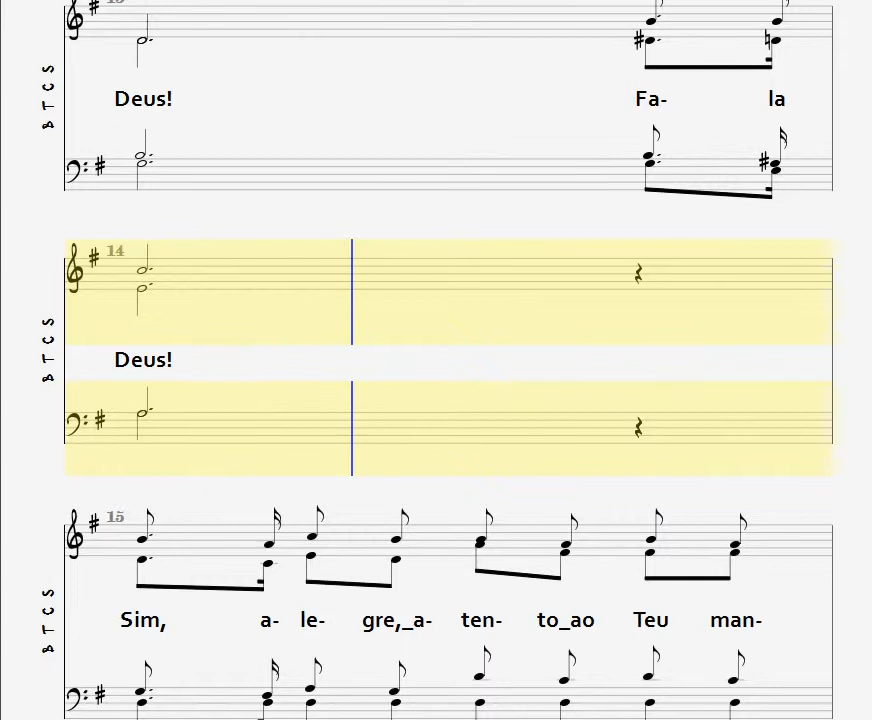 Deus! Fa- la
B T C S
14
Deus!
B T C S
15
Sim, a- le- gre,_a- ten- to_ao Teu man-
B T C S